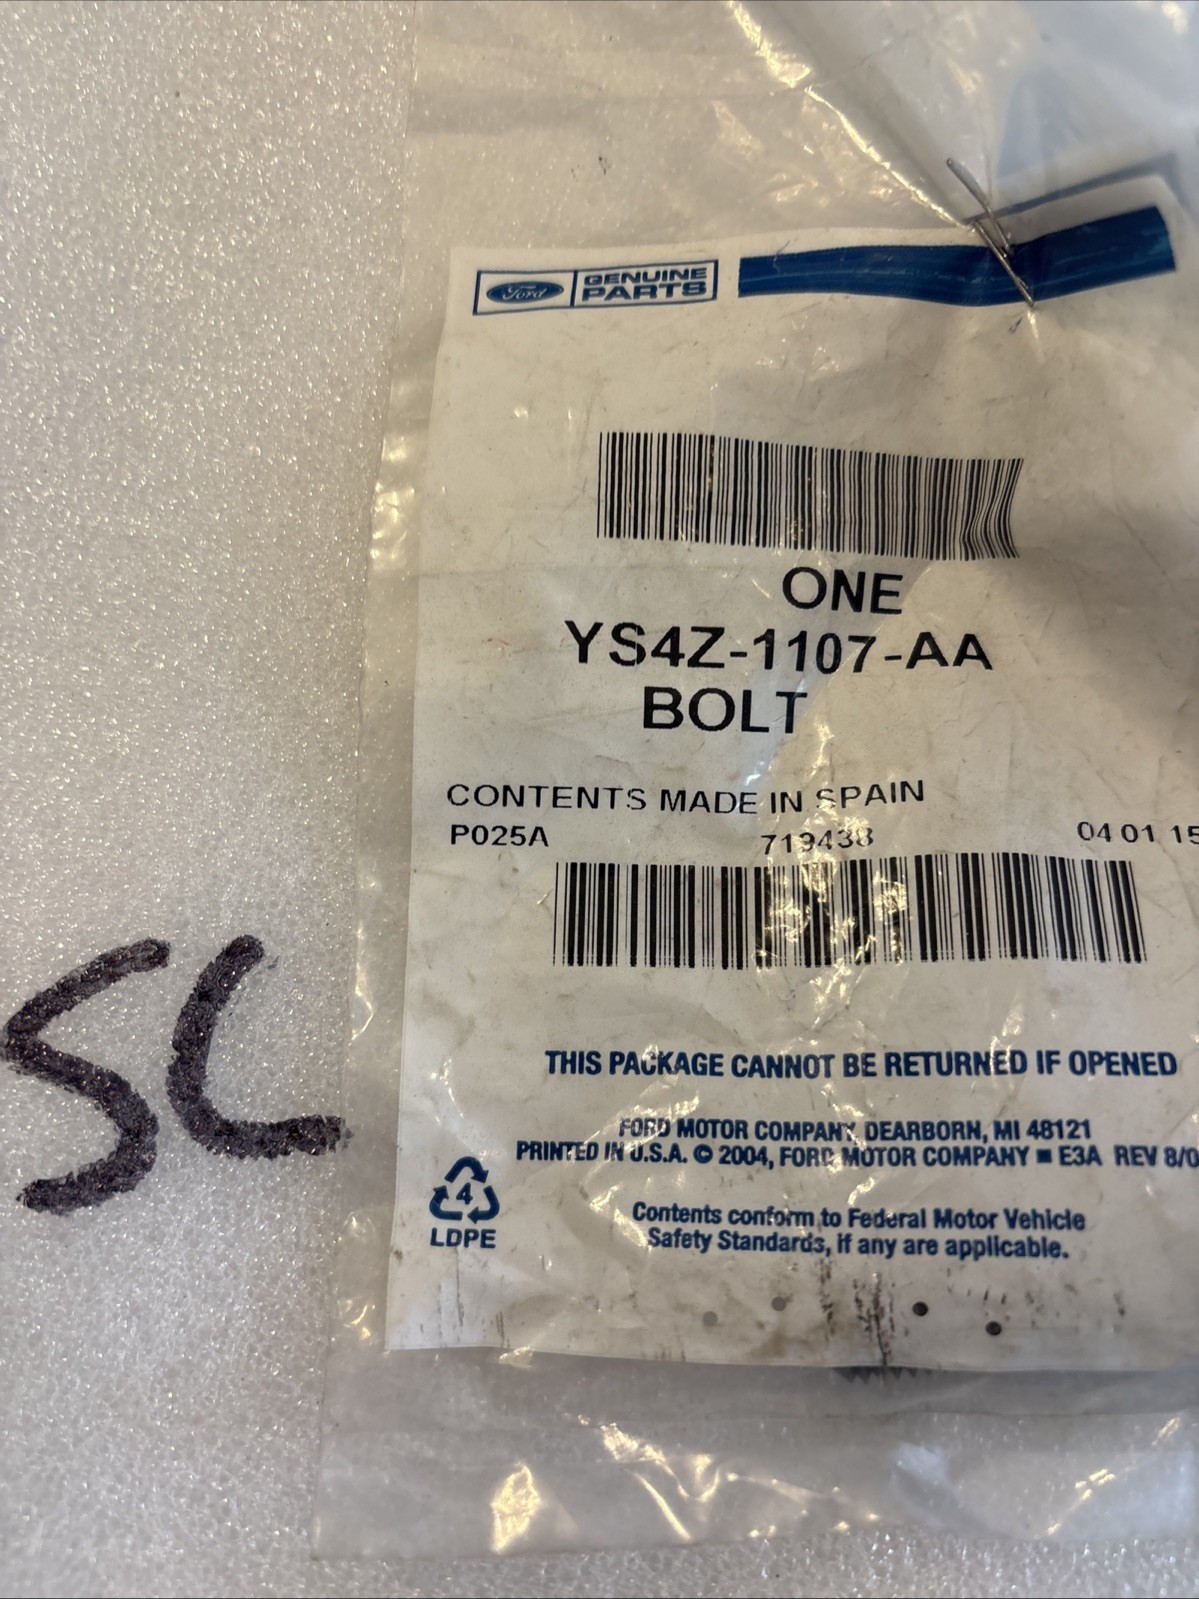 Ford GENUINE
PARTS
ONE
YS4Z-1107-AA
BOLT
CONTENTS MADE IN SPAIN
P025A 719438 04 01 15
THIS PACKAGE CANNOT BE RETURNED IF OPENED
FORD MOTOR COMPANY, DEARBORN, MI 48121
PRINTED IN U.S.A. © 2004, FORD MOTOR COMPANY ■ E3A REV 8/0
4
LDPE
Contents conform to Federal Motor Vehicle
Safety Standards, if any are applicable.
SC